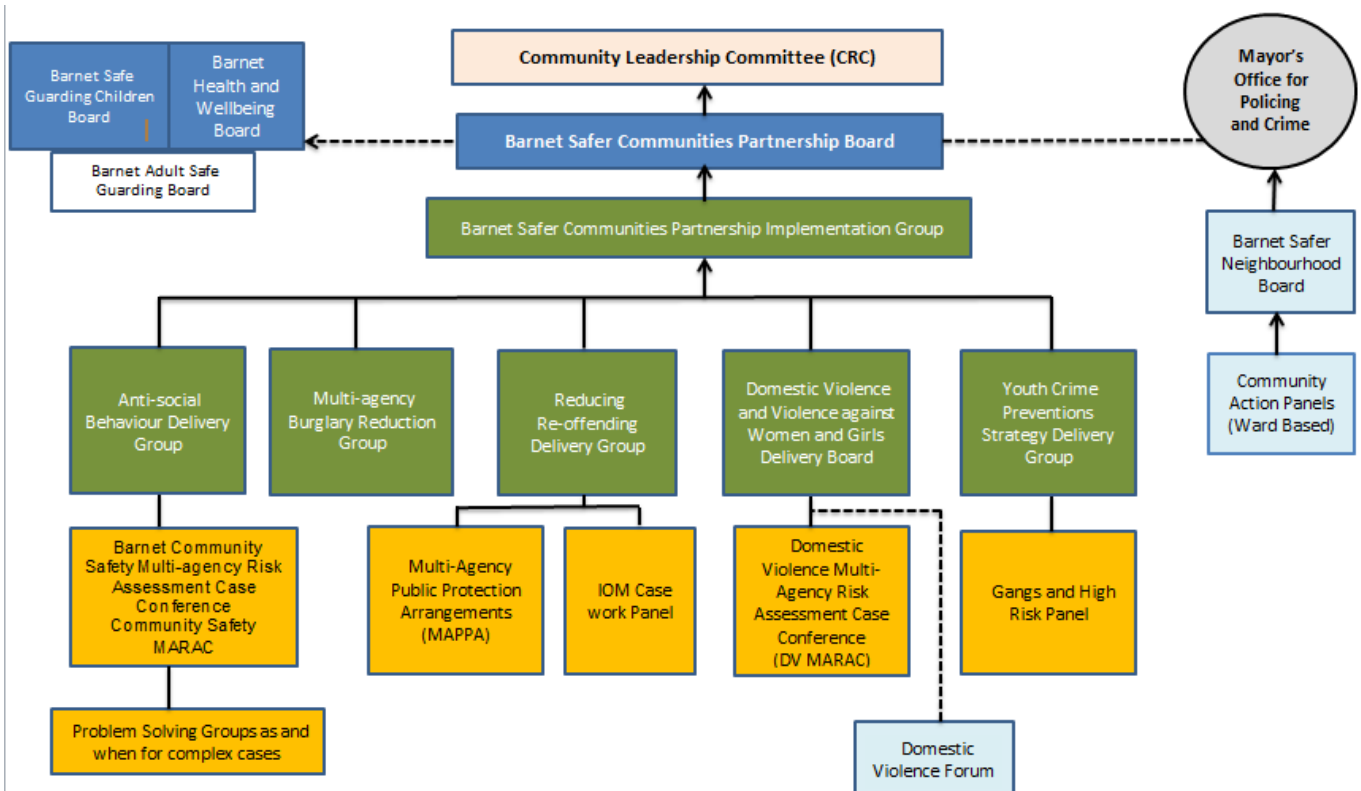 Barnet Safe
Guarding Children
Board
Barnet
Health and
Wellbeing
Board
Barnet Adult Safe
Guarding Board
Community Leadership Committee (CRC)
Barnet Safer Communities Partnership Board
Mayor's
Office for
Policing
and Crime
Barnet Safer Communities Partnership Implementation Group
Barnet Safer
Neighbourhood
Board
Community
Action Panels
(Ward Based)
Anti-social
Behaviour Delivery
Group
Multi-agency
Burglary Reduction
Group
Reducing
Re-offending
Delivery Group
Domestic Violence
and Violence against
Women and Girls
Delivery Board
Youth Crime
Preventions
Strategy Delivery
Group
Barnet Community
Safety Multi-agency Risk
Assessment Case
Conference
Community Safety
MARAC
Multi-Agency
Public Protection
Arrangements
(MAPPA)
IOM Case
work Panel
Domestic
Violence Multi-
Agency Risk
Assessment Case
Conference
(DV MARAC)
Gangs and High
Risk Panel
Problem Solving Groups as and
when for complex cases
Domestic
Violence Forum